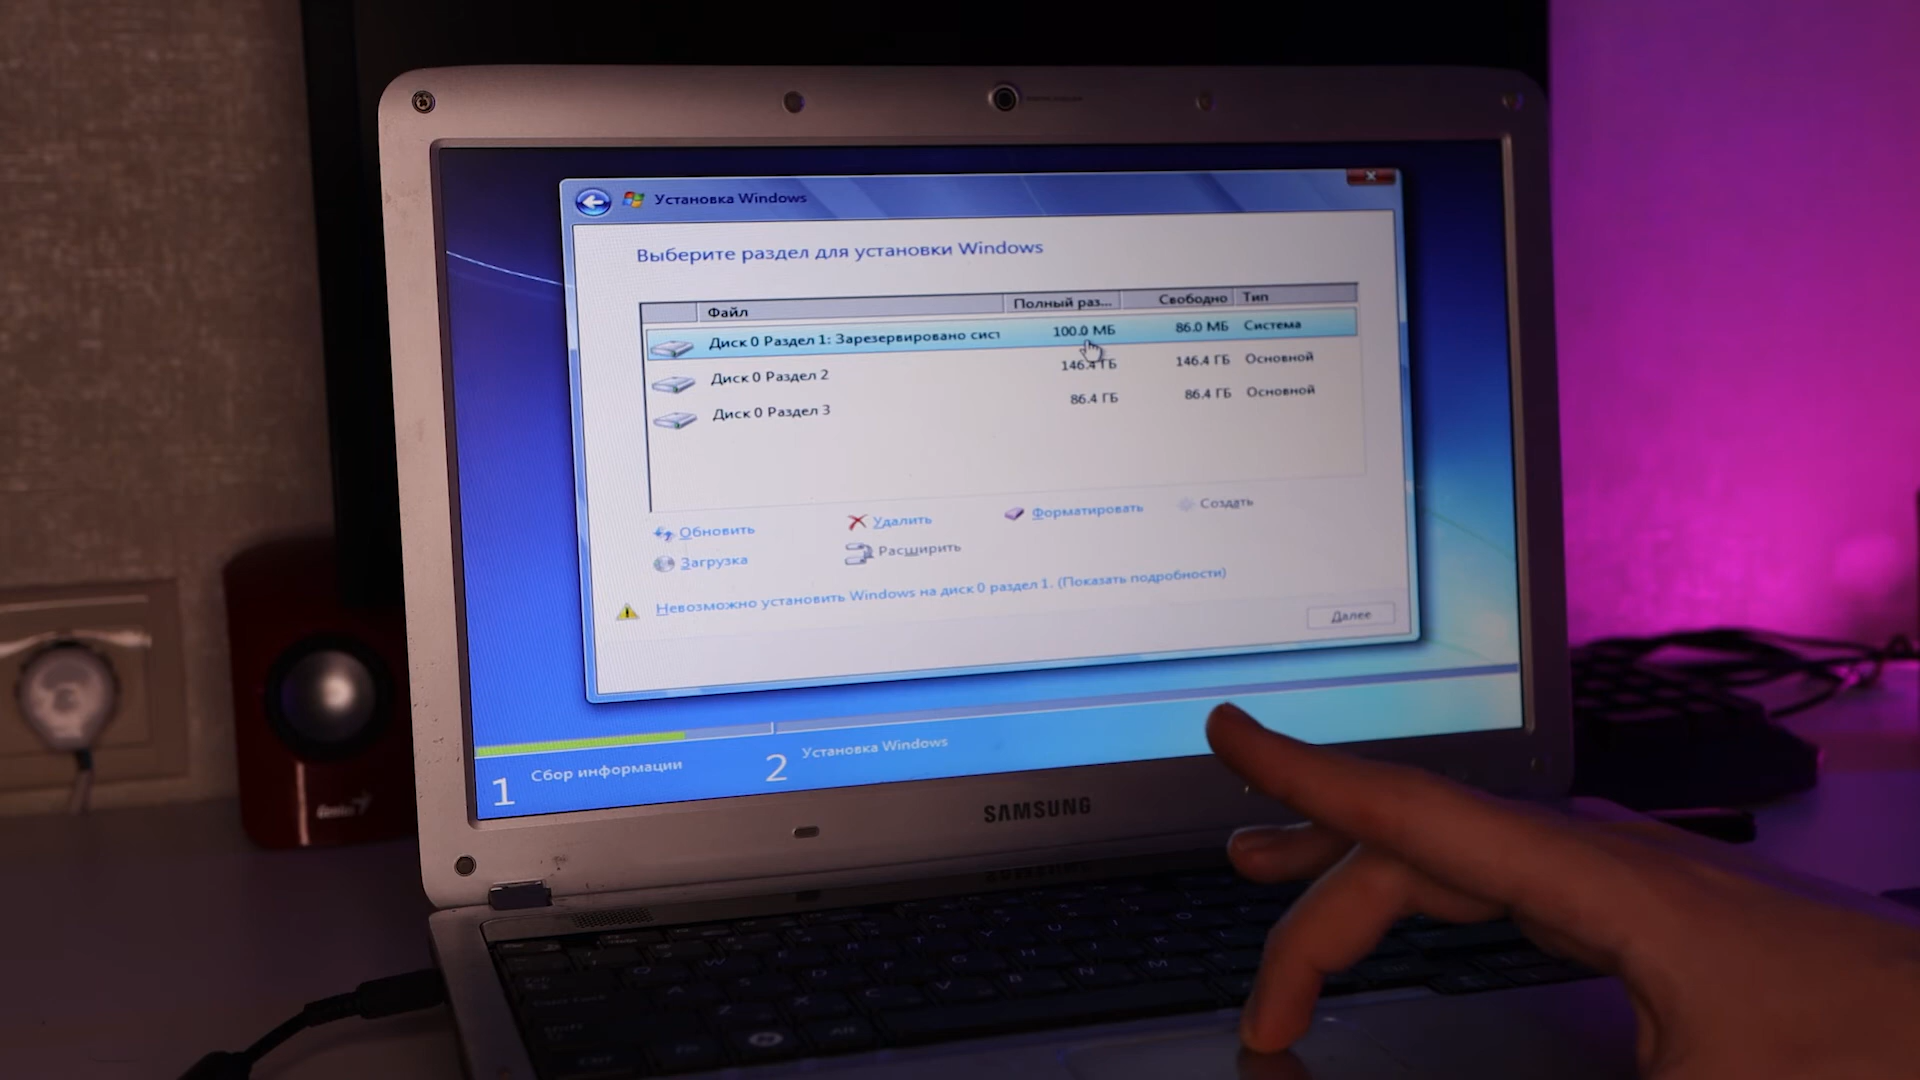 Установка Windows
Выберите раздел для установки Windows
Файл Полный раз... Свободно Тип
Диск 0 Раздел 1: Зарезервировано сист 100.0 МБ 86.0 МБ Система
Диск 0 Раздел 2 146.4 ГБ 146.4 ГБ Основной
Диск 0 Раздел 3 86.4 ГБ 86.4 ГБ Основной
Обновить Удалить Форматировать Создать
Загрузка Расширить
Невозможно установить Windows на диск 0 раздел 1. (Показать подробности)
Далее
1 Сбор информации 2 Установка Windows
SAMSUNG
Genius